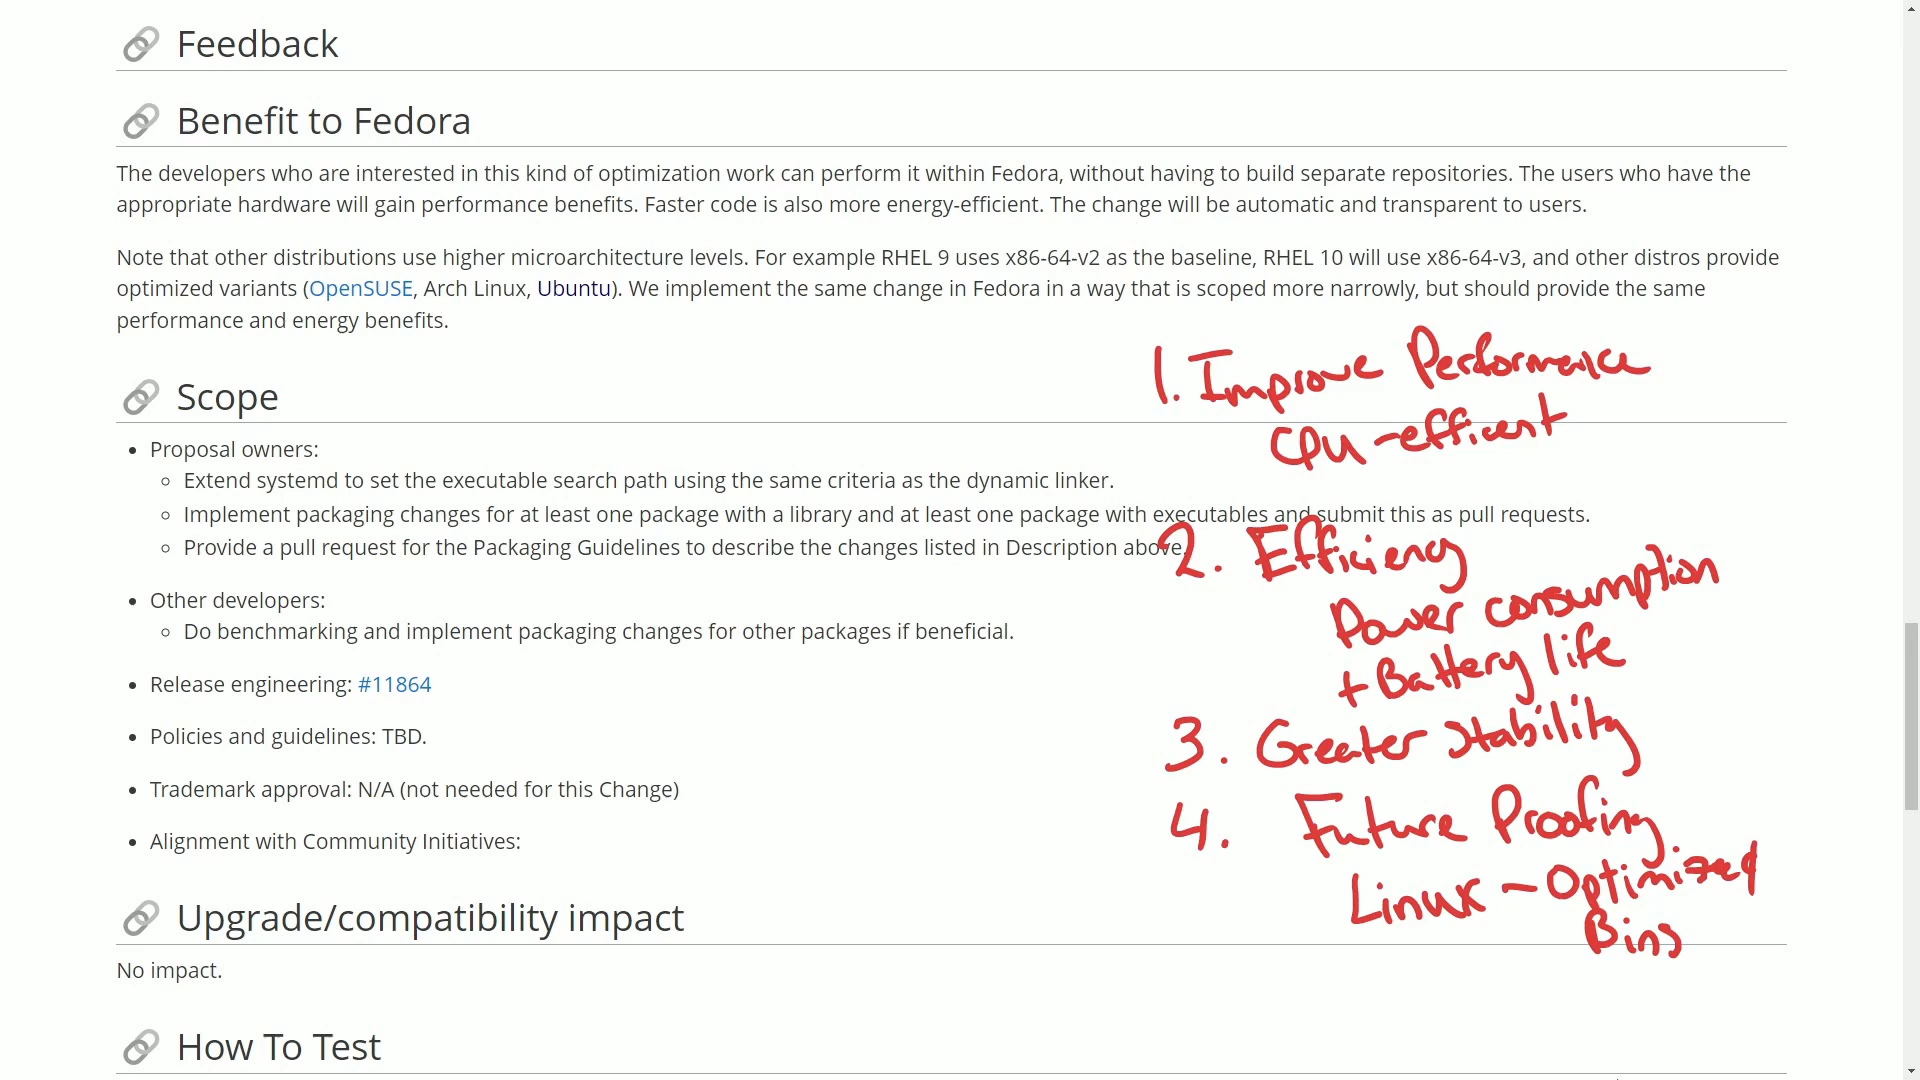 Feedback
Benefit to Fedora
The developers who are interested in this kind of optimization work can perform it within Fedora, without having to build separate repositories. The users who have the
appropriate hardware will gain performance benefits. Faster code is also more energy-efficient. The change will be automatic and transparent to users.
Note that other distributions use higher microarchitecture levels. For example RHEL 9 uses x86-64-v2 as the baseline, RHEL 10 will use x86-64-v3, and other distros provide
optimized variants (OpenSUSE, Arch Linux, Ubuntu). We implement the same change in Fedora in a way that is scoped more narrowly, but should provide the same
performance and energy benefits.
1. Improve Performance
CPU-efficent
Scope
• Proposal owners:
◦ Extend systemd to set the executable search path using the same criteria as the dynamic linker.
◦ Implement packaging changes for at least one package with a library and at least one package with executables and submit this as pull requests.
◦ Provide a pull request for the Packaging Guidelines to describe the changes listed in Description above.
2. Efficiency
Power consumption
+ Battery life
• Other developers:
◦ Do benchmarking and implement packaging changes for other packages if beneficial.
• Release engineering: #11864
• Policies and guidelines: TBD.
3. Greater Stability
• Trademark approval: N/A (not needed for this Change)
• Alignment with Community Initiatives:
4. Future Proofing
Linux - Optimized
Bins
Upgrade/compatibility impact
No impact.
How To Test